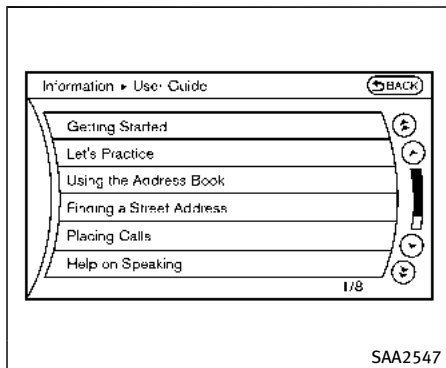 Information ▸ User Guide
BACK
Getting Started
Let's Practice
Using the Address Book
Finding a Street Address
Placing Calls
Help on Speaking
1/8
SAA2547